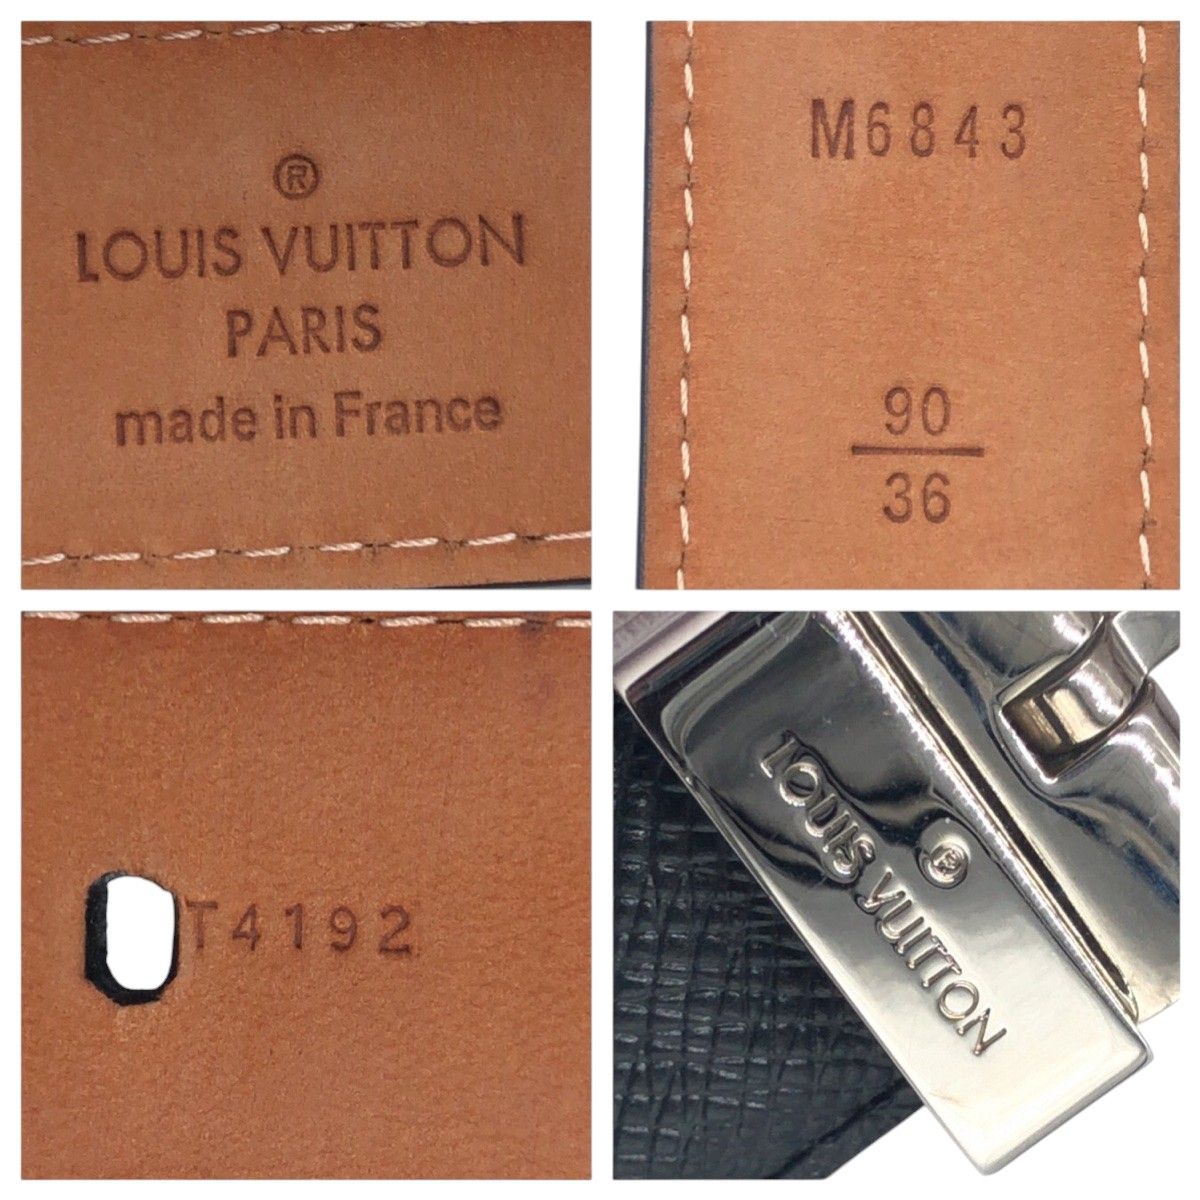 ®
LOUIS VUITTON
PARIS
made in France
M6843
90
36
T4192
®
LOUIS VUITTON